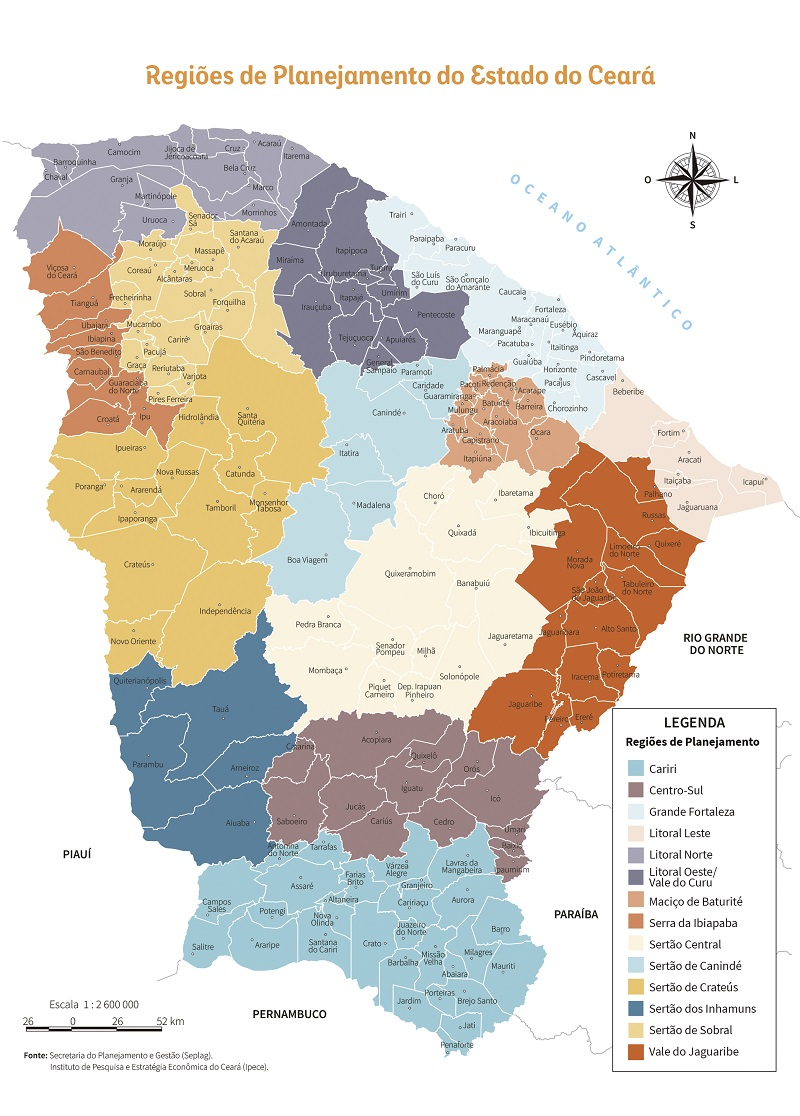 Regiões de Planejamento do Estado do Ceará
N
O
L
S
OCEANO ATLÂNTICO
Camocim
Jijoca de
Jericoacoara
Cruz
Acaraú
Itarema
Barroquinha
Chaval
Granja
Bela Cruz
Marco
Martinópole
Morrinhos
Uruoca
Senador
Sá
Amontada
Trairi
Moraújo
Santana
do Acaraú
Massapê
Paraipaba
Paracuru
Viçosa
do Ceará
Coreaú
Meruoca
Alcântaras
Miraíma
Itapipoca
Uruburetama
Tururu
São Luís
do Curu
São Gonçalo
do Amarante
Tianguá
Frecheirinha
Sobral
Forquilha
Irauçuba
Itapajé
Umirim
Caucaia
Fortaleza
Ubajara
Mucambo
Groaíras
Pentecoste
Maracanaú
Eusébio
Ibiapina
Cariré
Tejuçuoca
Apuiarés
Maranguape
Aquiraz
São Benedito
Pacujá
Pacatuba
Itaitinga
Graça
Reriutaba
General
Sampaio
Paramoti
Guaiúba
Horizonte
Pindoretama
Carnaubal
Varjota
Palmácia
Guaraciaba
do Norte
Caridade
Pacoti
Redenção
Acarape
Pacajus
Cascavel
Pires Ferreira
Guaramiranga
Beberibe
Croatá
Ipu
Hidrolândia
Santa
Quitéria
Canindé
Mulungu
Baturité
Barreira
Chorozinho
Aratuba
Aracoiaba
Capistrano
Ocara
Fortim
Ipueiras
Itatira
Itapiúna
Aracati
Nova Russas
Catunda
Itaiçaba
Icapuí
Poranga
Ararendá
Choró
Ibaretama
Palhano
Monsenhor
Tabosa
Madalena
Jaguaruana
Tamboril
Ipaporanga
Russas
Quixadá
Ibicuitinga
Limoeiro
do Norte
Quixeré
Boa Viagem
Crateús
Quixeramobim
Morada
Nova
Banabuiú
Tabuleiro
do Norte
São João
do Jaguaribe
Independência
Pedra Branca
Jaguaribara
Alto Santo
Novo Oriente
Senador
Pompeu
Milhã
Jaguaretama
RIO GRANDE
DO NORTE
Mombaça
Solonópole
Iracema
Potiretama
Quiterianópolis
Piquet
Carneiro
Dep. Irapuan
Pinheiro
Tauá
Jaguaribe
Pereiro
Ererê
Catarina
Acopiara
Quixelô
Parambu
Arneiroz
Orós
Iguatu
Icó
Jucás
Aiuaba
Saboeiro
Cariús
Cedro
Umari
Antonina
do Norte
Tarrafas
Baixio
PIAUÍ
Várzea
Alegre
Lavras da
Mangabeira
Ipaumirim
Farias
Brito
Assaré
Granjeiro
Altaneira
Aurora
Campos
Sales
Caririaçu
Potengi
Nova
Olinda
PARAÍBA
Juazeiro
do Norte
Barro
Salitre
Araripe
Santana
do Cariri
Crato
Missão
Velha
Milagres
Barbalha
Abaiara
Mauriti
Porteiras
Jardim
Brejo Santo
Jati
Penaforte
PERNAMBUCO
LEGENDA
Regiões de Planejamento
Cariri
Centro-Sul
Grande Fortaleza
Litoral Leste
Litoral Norte
Litoral Oeste/
Vale do Curu
Maciço de Baturité
Serra da Ibiapaba
Sertão Central
Sertão de Canindé
Sertão de Crateús
Sertão dos Inhamuns
Sertão de Sobral
Vale do Jaguaribe
Escala 1 : 2 600 000
26 0 26 52 km
Fonte: Secretaria do Planejamento e Gestão (Seplag).
Instituto de Pesquisa e Estratégia Econômica do Ceará (Ipece).